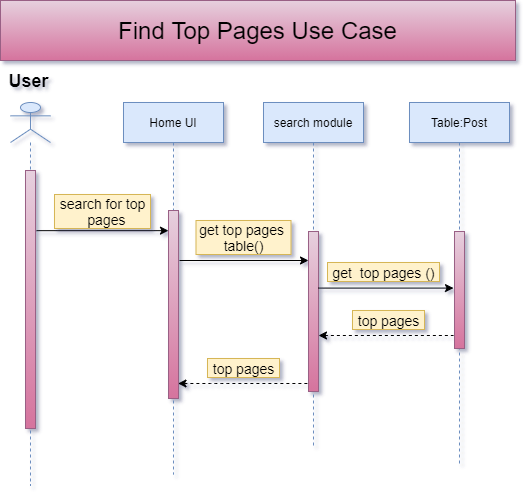 Find Top Pages Use Case
User
Home UI
search module
Table:Post
search for top
pages
get top pages
table()
get  top pages ()
top pages
top pages